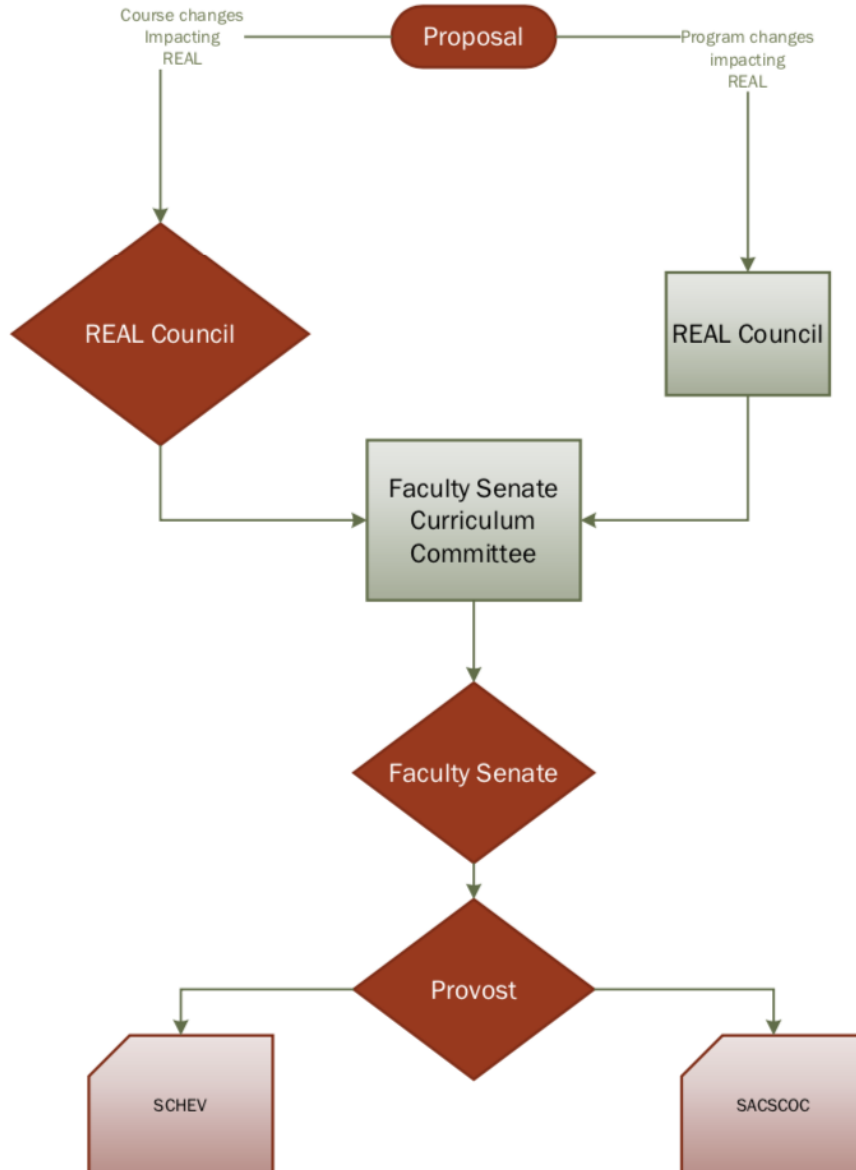 Course changes
Impacting
REAL
Proposal
Program changes
impacting
REAL
REAL Council
REAL Council
Faculty Senate
Curriculum
Committee
Faculty Senate
Provost
SCHEV
SACSCOC